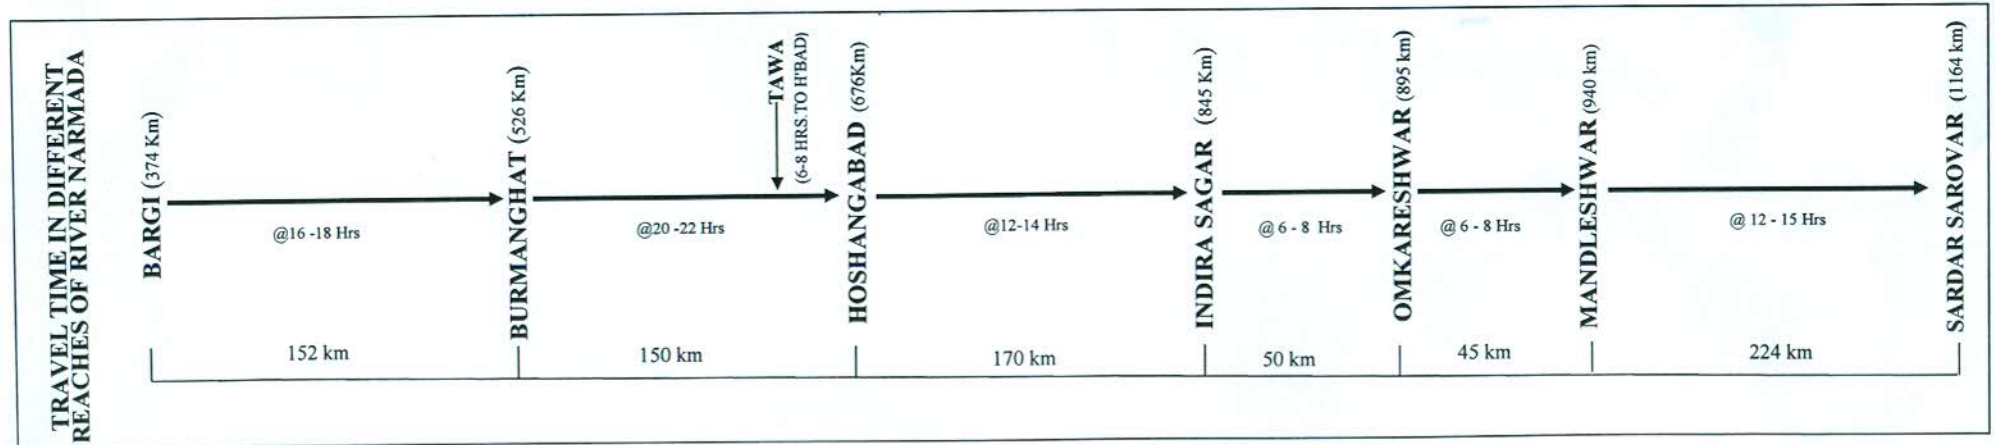 TRAVEL TIME IN DIFFERENT
REACHES OF RIVER NARMADA
BARGI (374 Km)
@16 -18 Hrs
152 km
BURMANGHAT (526 Km)
@20 -22 Hrs
150 km
TAWA
(6-8 HRS. TO H'BAD)
HOSHANGABAD (676Km)
@12-14 Hrs
170 km
INDIRA SAGAR (845 Km)
@ 6 - 8 Hrs
50 km
OMKARESHWAR (895 km)
@ 6 - 8 Hrs
45 km
MANDLESHWAR (940 km)
@ 12 - 15 Hrs
224 km
SARDAR SAROVAR (1164 km)